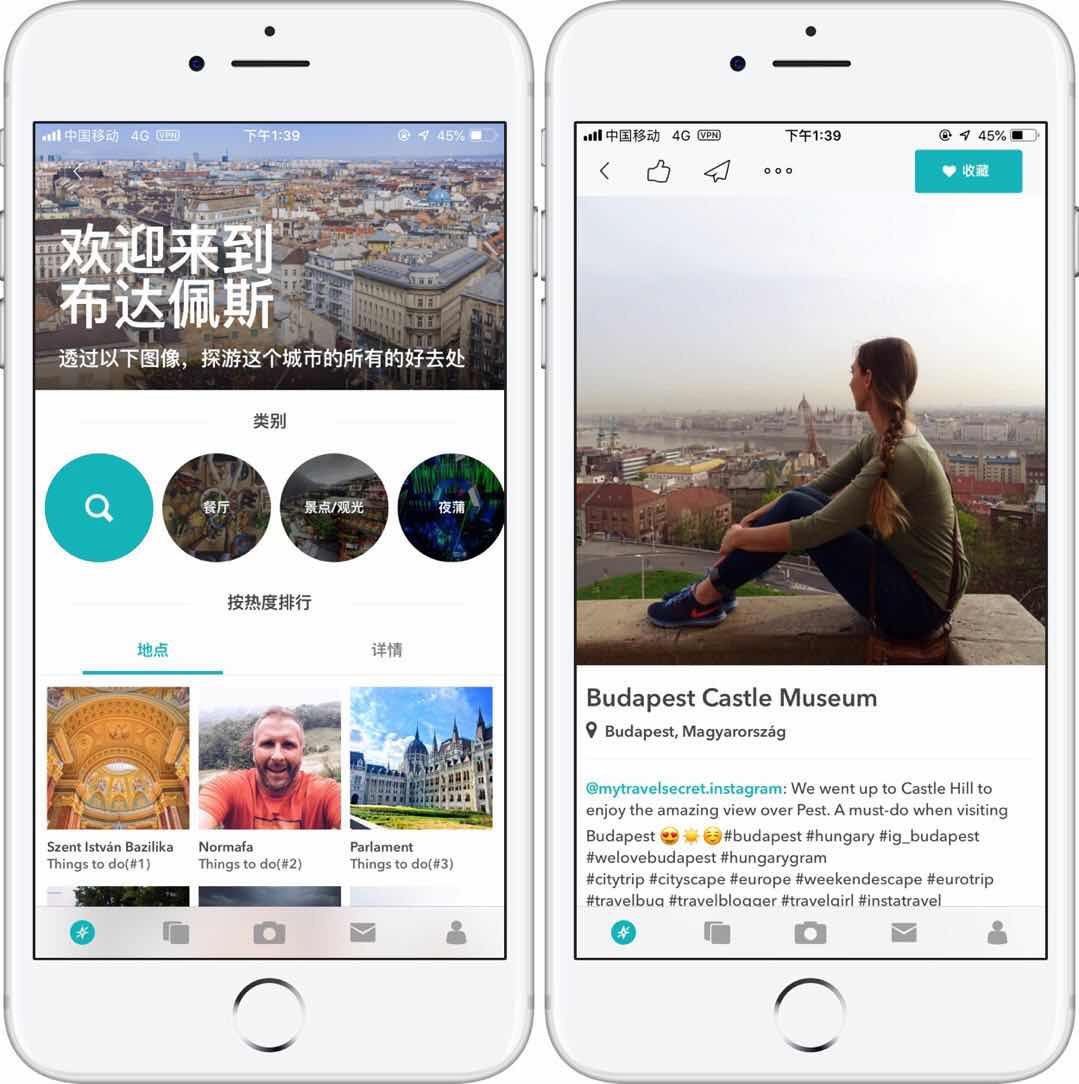 中国移动 4G VPN 下午1:39 45%
欢迎来到
布达佩斯
透过以下图像，探游这个城市的所有的好去处
类别
餐厅
景点/观光
夜蒲
按热度排行
地点 详情
Szent István Bazilika
Things to do(#1)
Normafa
Things to do(#2)
Parlament
Things to do(#3)
中国移动 4G VPN 下午1:39 45%
收藏
Budapest Castle Museum
Budapest, Magyarország
@mytravelsecret.instagram: We went up to Castle Hill to
enjoy the amazing view over Pest. A must-do when visiting
Budapest 😍☀️☺️#budapest #hungary #ig_budapest
#welovebudapest #hungarygram
#citytrip #cityscape #europe #weekendescape #eurotrip
#travelbug #travelblogger #travelgirl #instatravel